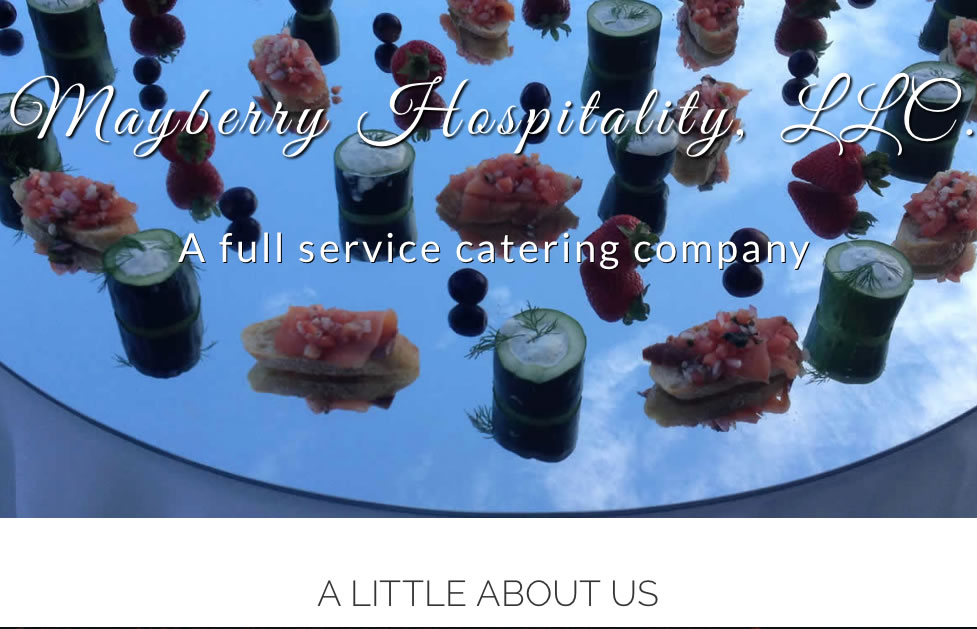 Mayberry Hospitality, LLC.
A full service catering company
A LITTLE ABOUT US